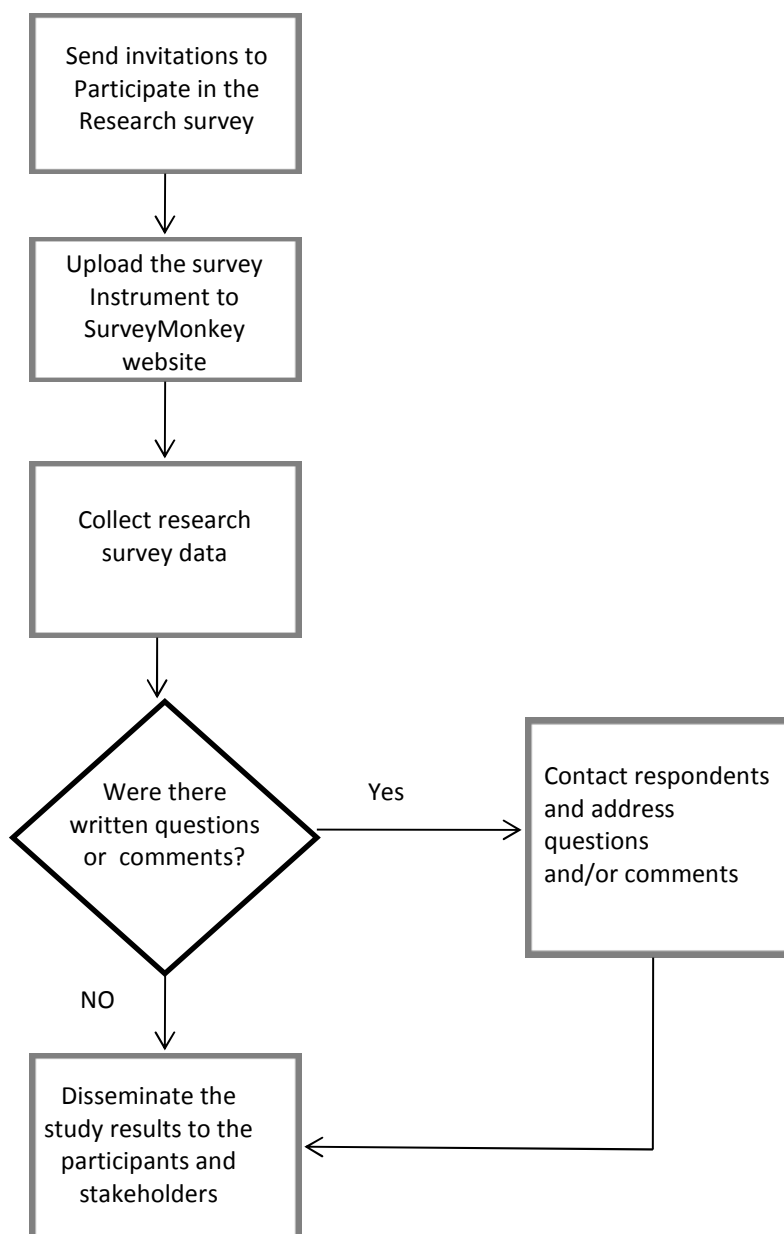 Send invitations to
Participate in the
Research survey
Upload the survey
Instrument to
SurveyMonkey
website
Collect research
survey data
Were there
written questions
or comments?
Yes
Contact respondents
and address
questions
and/or comments
NO
Disseminate the
study results to the
participants and
stakeholders